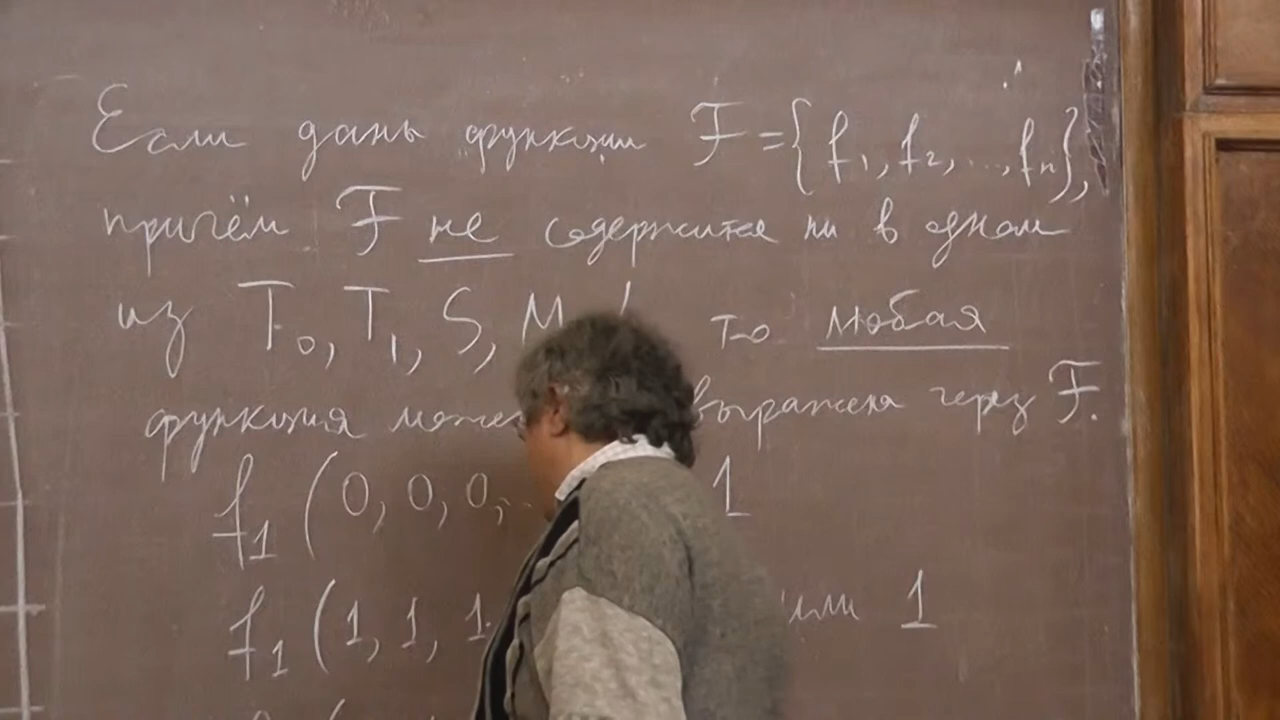 Если даны функции F = {f₁, f₂, ..., fₙ},
причём F не содержится ни в одном
из T₀, T₁, S, M то любая
функция выражена через F.
f₁ (0, 0, 0, .. 1
f₁ (1, 1, 1 или 1